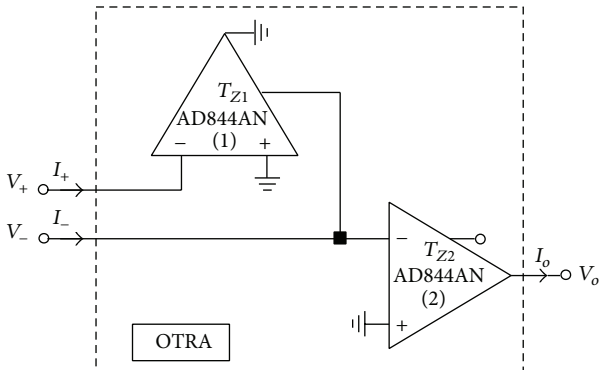 T_{Z1}
AD844AN
(1)
− +
V_+
I_+
V_−
I_−
−
T_{Z2}
AD844AN
(2)
+
I_o
V_o
OTRA